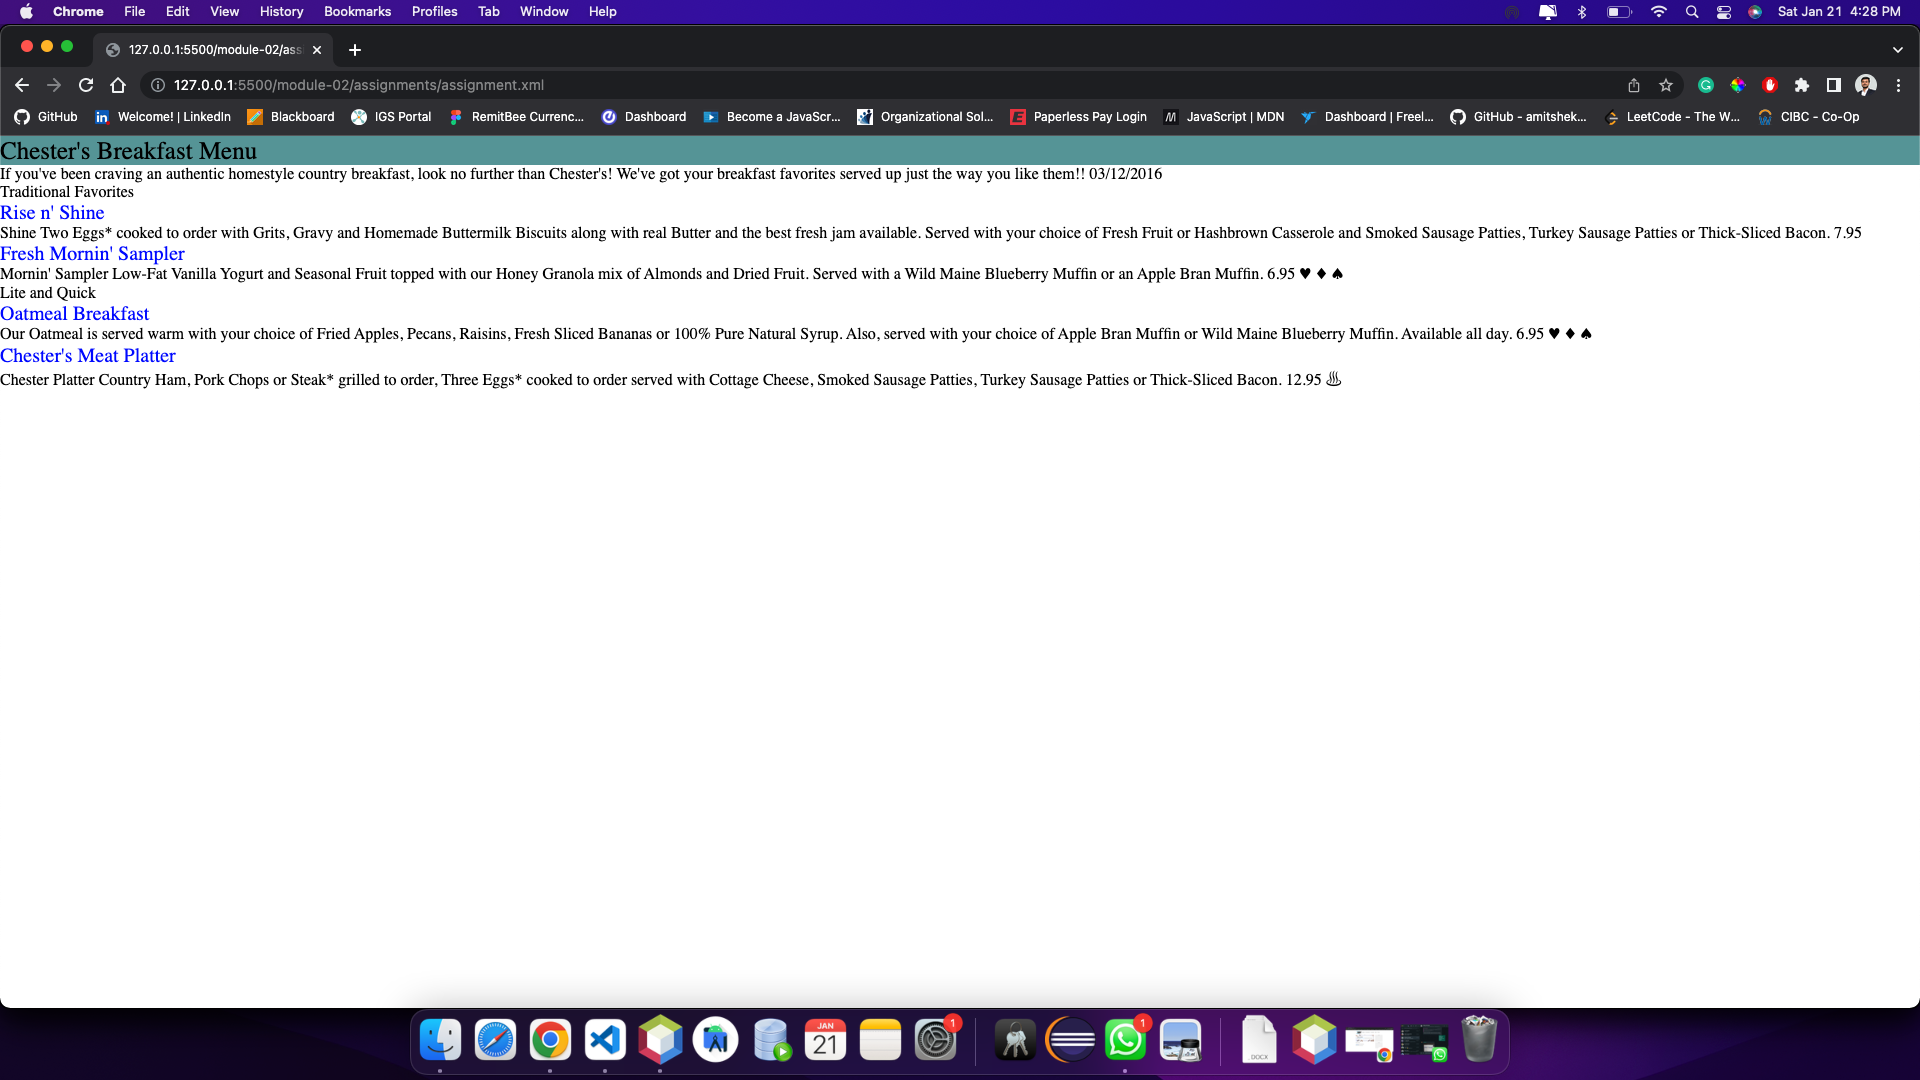 Chrome File Edit View History Bookmarks Profiles Tab Window Help Sat Jan 21 4:28 PM
127.0.0.1:5500/module-02/ass
127.0.0.1:5500/module-02/assignments/assignment.xml
GitHub Welcome! | LinkedIn Blackboard IGS Portal RemitBee Currenc... Dashboard Become a JavaScr... Organizational Sol... Paperless Pay Login JavaScript | MDN Dashboard | Freel... GitHub - amitshek... LeetCode - The W... CIBC - Co-Op
Chester's Breakfast Menu
If you've been craving an authentic homestyle country breakfast, look no further than Chester's! We've got your breakfast favorites served up just the way you like them!! 03/12/2016
Traditional Favorites
Rise n' Shine
Shine Two Eggs* cooked to order with Grits, Gravy and Homemade Buttermilk Biscuits along with real Butter and the best fresh jam available. Served with your choice of Fresh Fruit or Hashbrown Casserole and Smoked Sausage Patties, Turkey Sausage Patties or Thick-Sliced Bacon. 7.95
Fresh Mornin' Sampler
Mornin' Sampler Low-Fat Vanilla Yogurt and Seasonal Fruit topped with our Honey Granola mix of Almonds and Dried Fruit. Served with a Wild Maine Blueberry Muffin or an Apple Bran Muffin. 6.95 ♥ ♦ ♠
Lite and Quick
Oatmeal Breakfast
Our Oatmeal is served warm with your choice of Fried Apples, Pecans, Raisins, Fresh Sliced Bananas or 100% Pure Natural Syrup. Also, served with your choice of Apple Bran Muffin or Wild Maine Blueberry Muffin. Available all day. 6.95 ♥ ♦ ♠
Chester's Meat Platter
Chester Platter Country Ham, Pork Chops or Steak* grilled to order, Three Eggs* cooked to order served with Cottage Cheese, Smoked Sausage Patties, Turkey Sausage Patties or Thick-Sliced Bacon. 12.95 ♨
JAN
21
1
1
DOCX